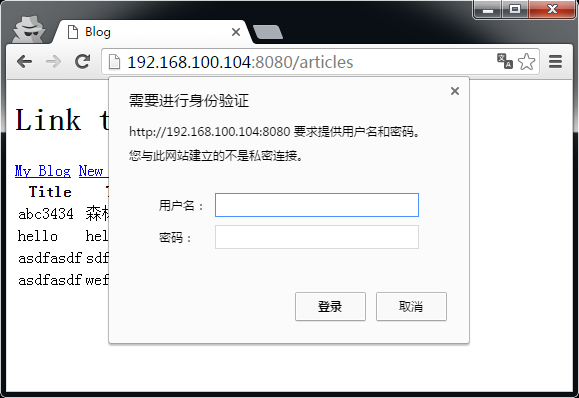 Blog
192.168.100.104:8080/articles
需要进行身份验证
http://192.168.100.104:8080 要求提供用户名和密码。
您与此网站建立的不是私密连接。
用户名：
密码：
登录 取消
Link t
My Blog New
Title
abc3434 森
hello hel
asdfasdf sdf
asdfasdf wef